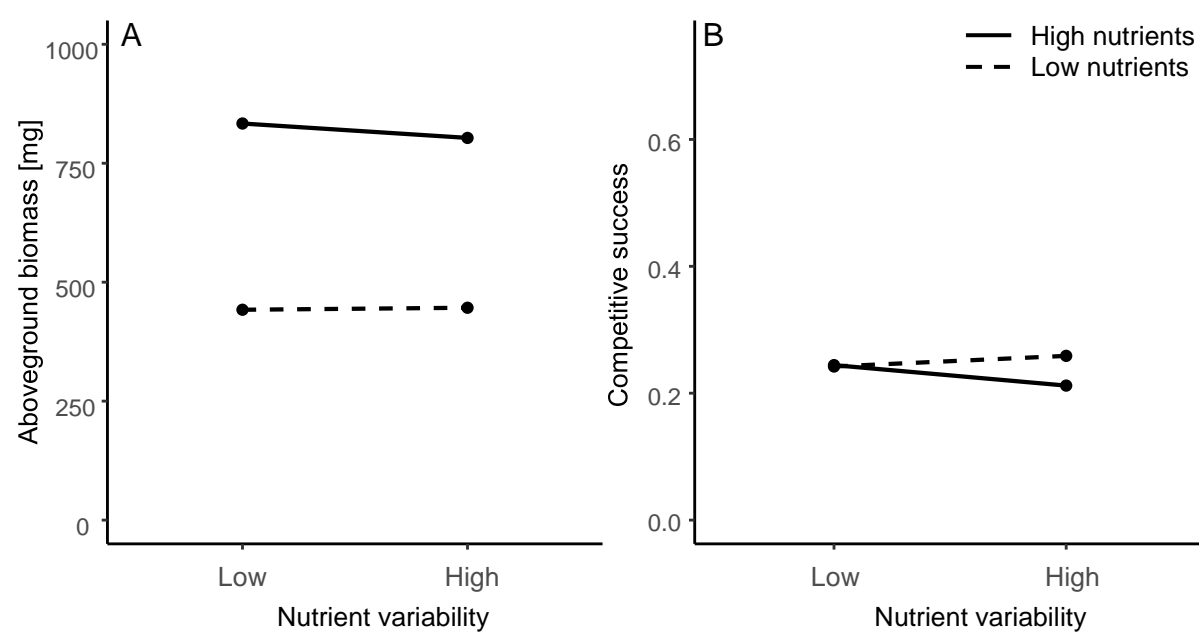 A
1000
750
500
250
0
Aboveground biomass [mg]
Low
High
Nutrient variability
B
High nutrients
Low nutrients
0.6
0.4
0.2
0.0
Competitive success
Low
High
Nutrient variability